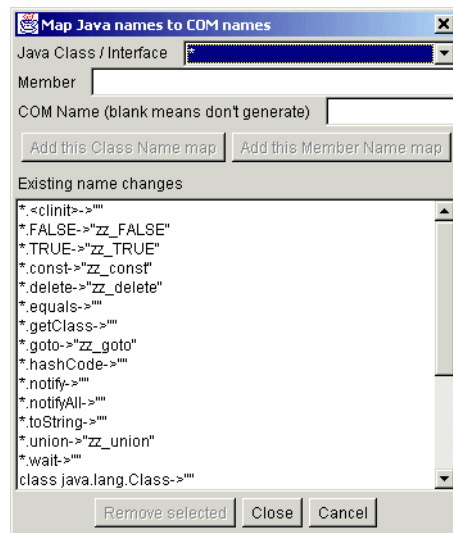 Map Java names to COM names
Java Class / Interface *
Member
COM Name (blank means don't generate)
Add this Class Name map Add this Member Name map
Existing name changes
*.<clinit>->""
*.FALSE->"zz_FALSE"
*.TRUE->"zz_TRUE"
*.const->"zz_const"
*.delete->"zz_delete"
*.equals->""
*.getClass->""
*.goto->"zz_goto"
*.hashCode->""
*.notify->""
*.notifyAll->""
*.toString->""
*.union->"zz_union"
*.wait->""
class java.lang.Class->""
Remove selected Close Cancel